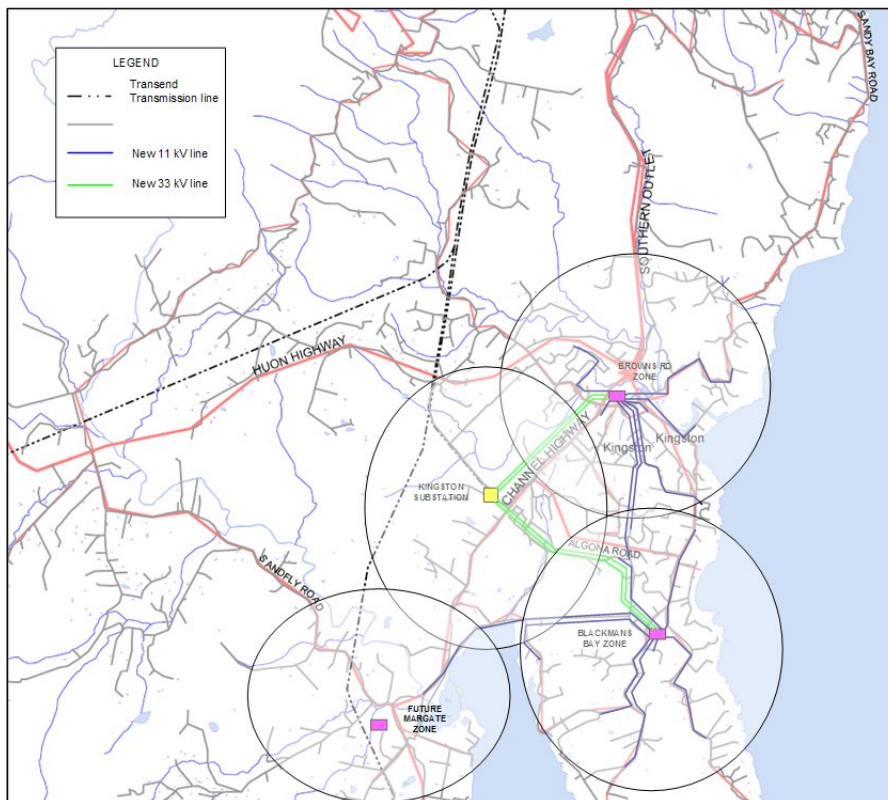 LEGEND
Transend
Transmission line
New 11 kV line
New 33 kV line
SANDY BAY ROAD
SOUTHERN OUTLET
HUON HIGHWAY
BROWNS RD
ZONE
CHANNEL HIGHWAY
Kingston
Kingston
KINGSTON
SUBSTATION
ALGONA ROAD
SANDFLY ROAD
BLACKMANS
BAY ZONE
FUTURE
MARGATE
ZONE